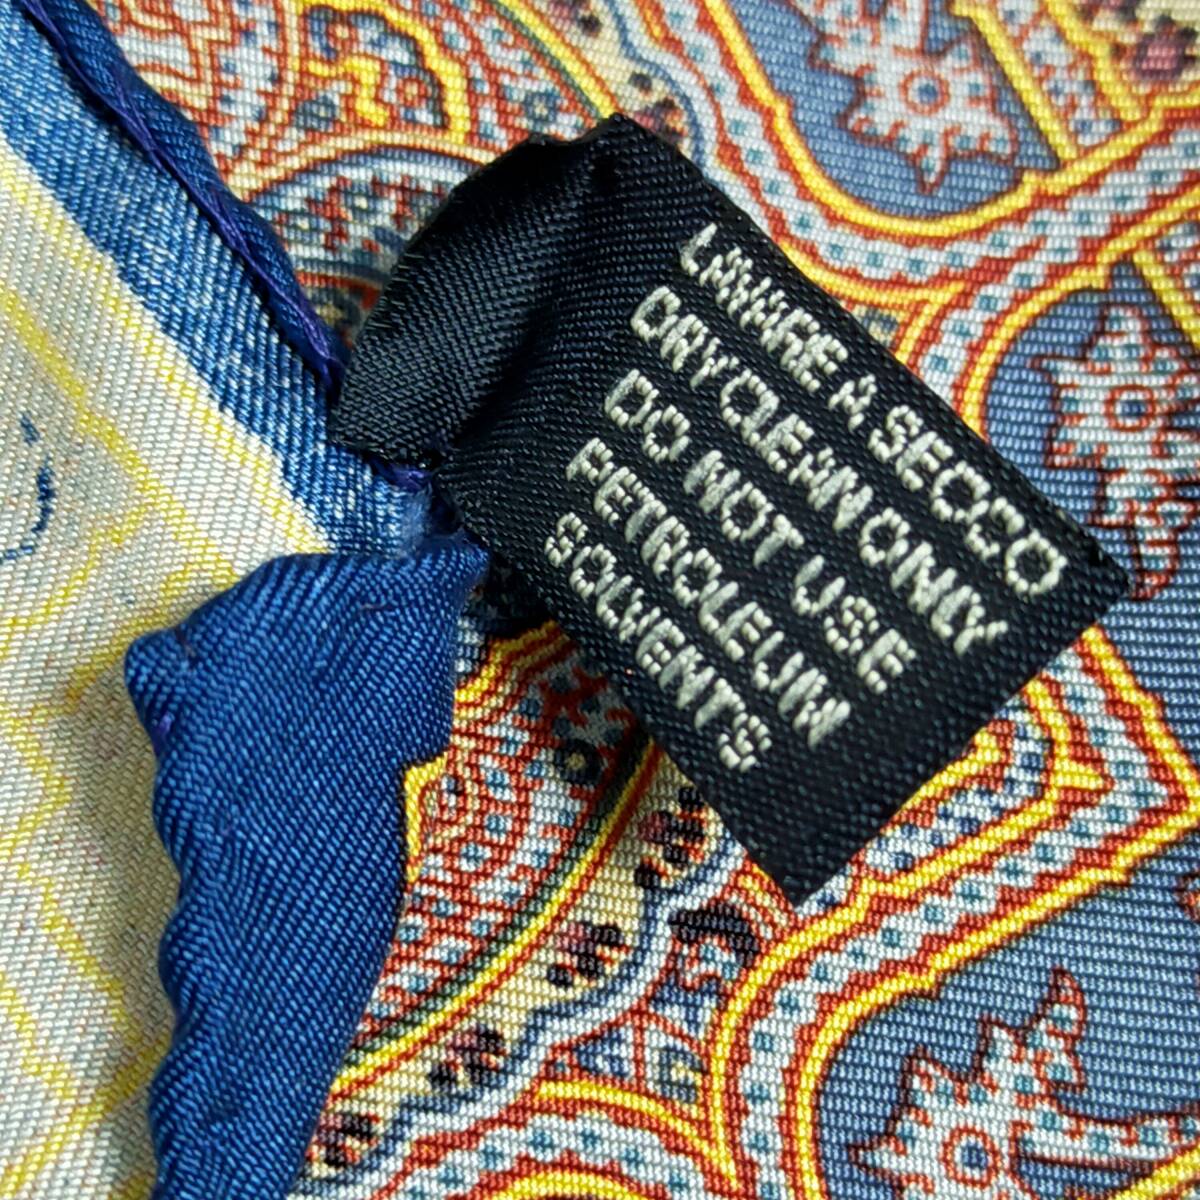 LAVARE A SECCO
DRY CLEAN ONLY
DO NOT USE
PETROLEUM
SOLVENTS